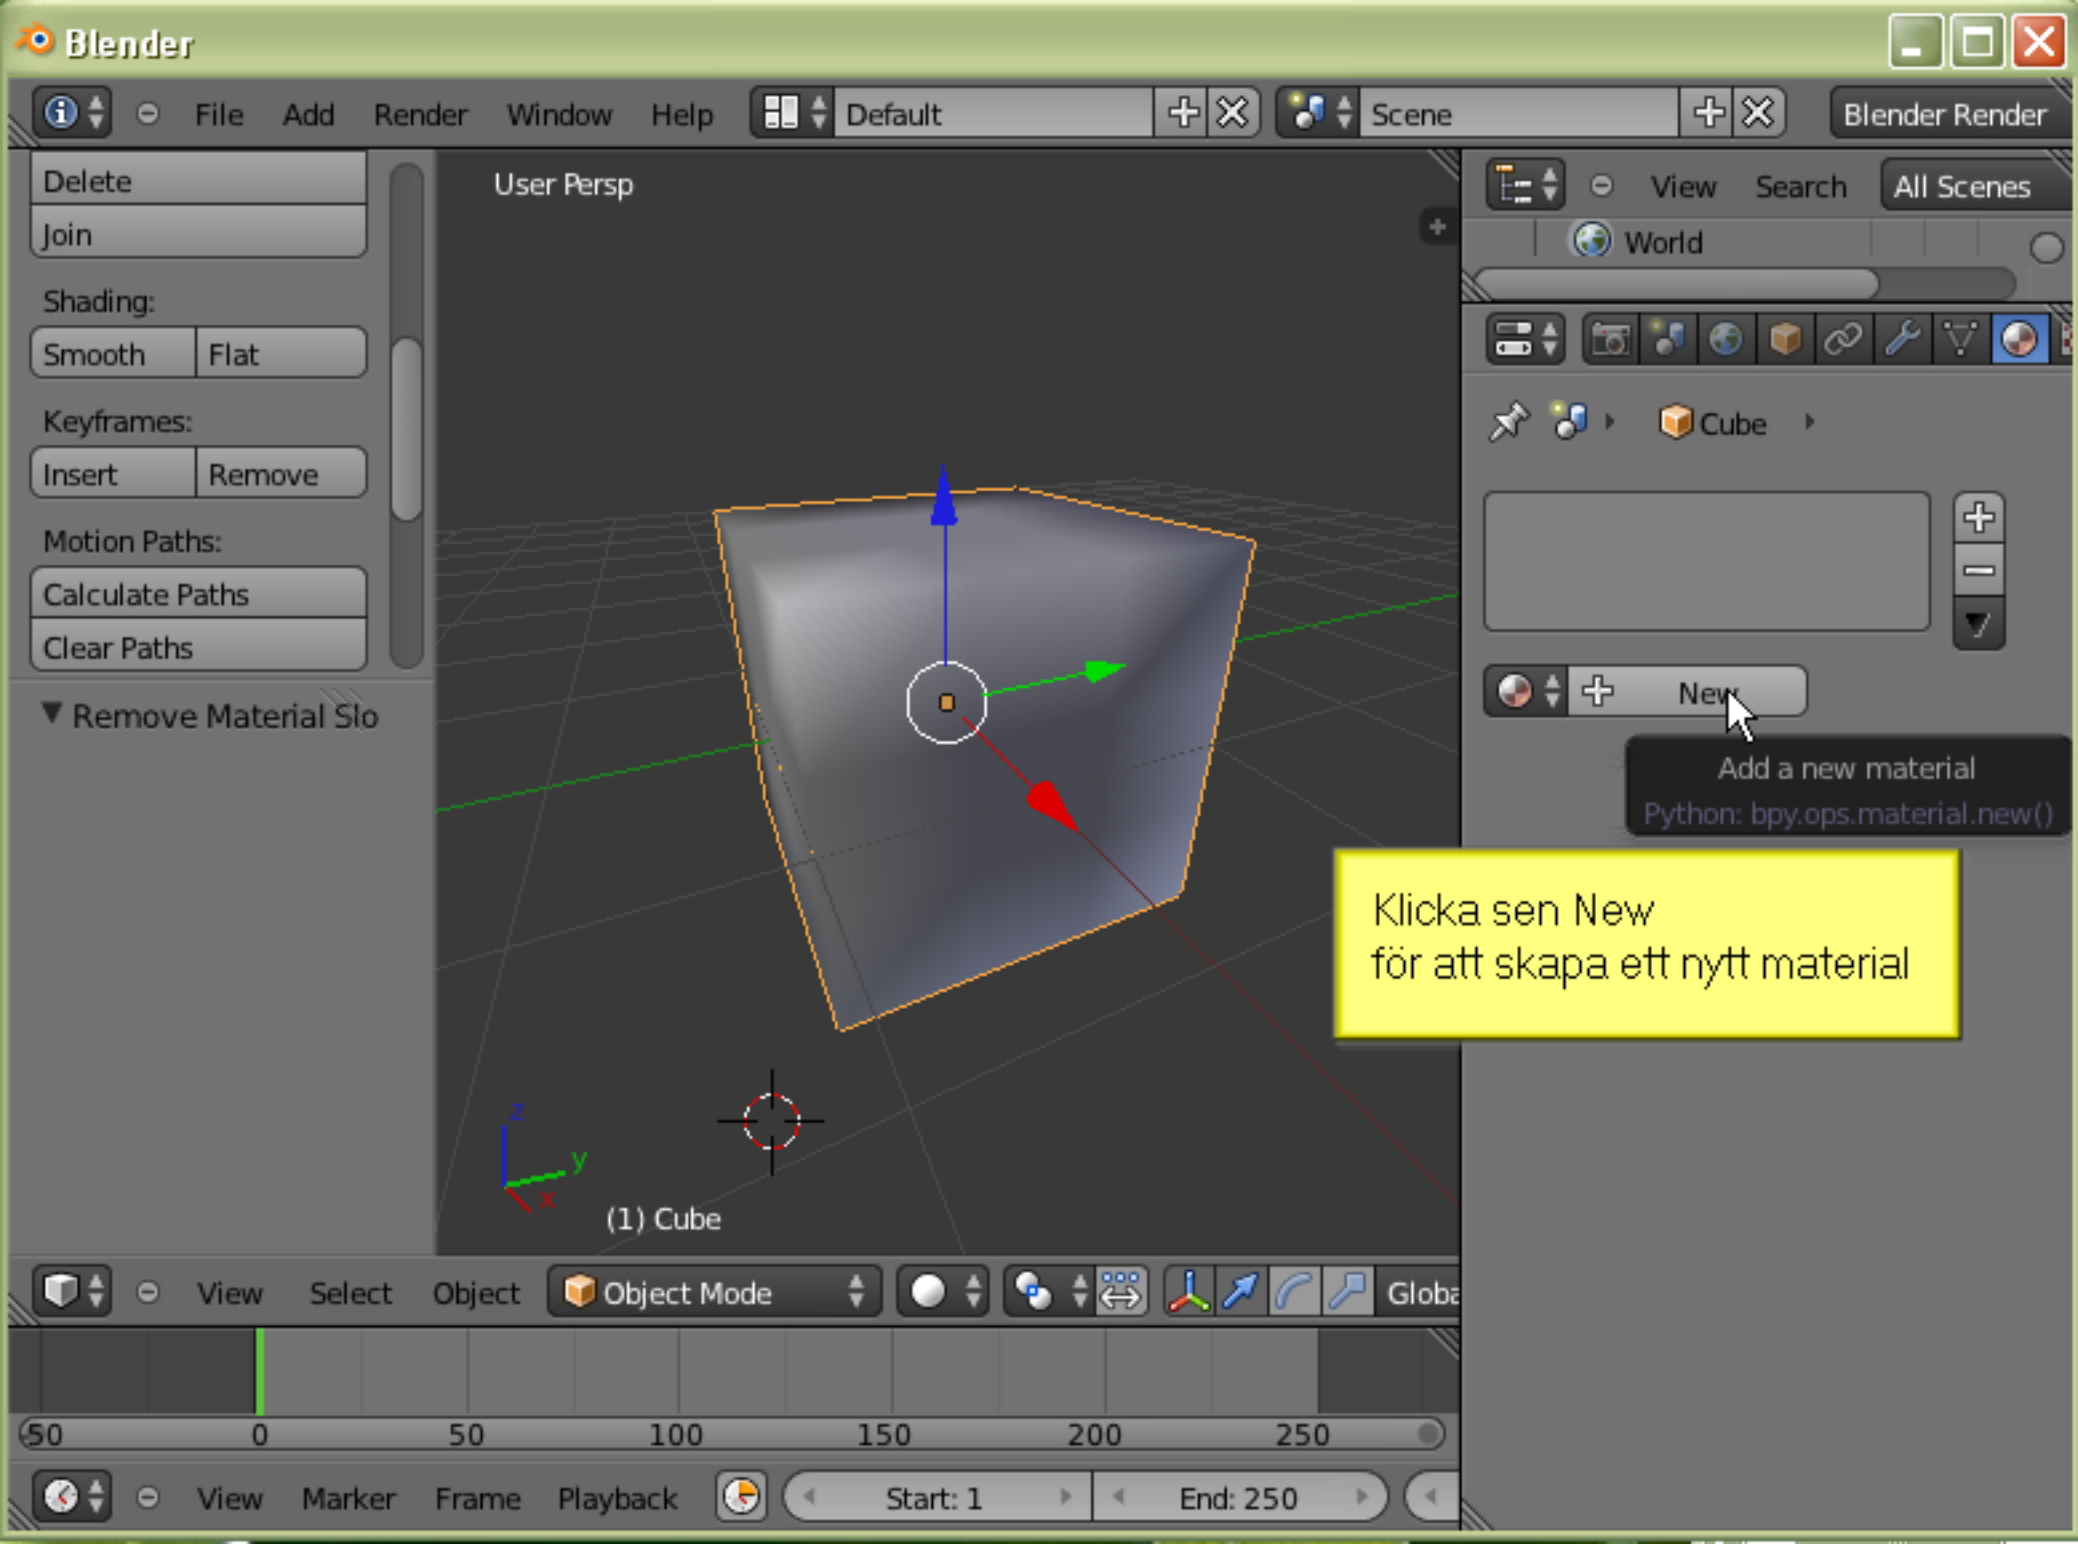 Blender
File Add Render Window Help Default Scene Blender Render
Delete
Join
Shading:
Smooth Flat
Keyframes:
Insert Remove
Motion Paths:
Calculate Paths
Clear Paths
Remove Material Slo
User Persp
z
y
x
(1) Cube
View Search All Scenes
World
Cube
New
Add a new material
Python: bpy.ops.material.new()
Klicka sen New
för att skapa ett nytt material
View Select Object Object Mode Globa
-50 0 50 100 150 200 250
View Marker Frame Playback Start: 1 End: 250